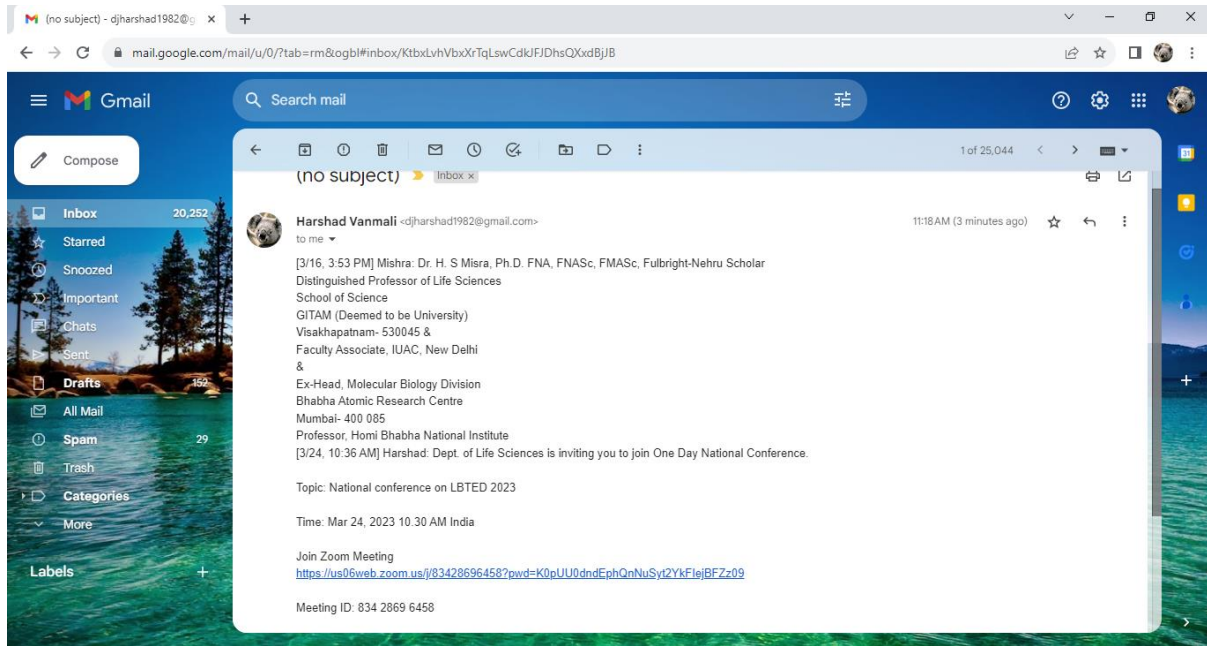 (no subject) - djharshad1982@g
mail.google.com/mail/u/0/?tab=rm&ogbl#inbox/KtbxLvhVbxXrTqLswCdkJFJDhsQXxdBjJB
Gmail
Search mail
Compose
1 of 25,044
(no subject)
Inbox x
Inbox 20,252
Starred
Snoozed
Important
Chats
Sent
Drafts 152
All Mail
Spam 29
Trash
Categories
More
Labels
Harshad Vanmali <djharshad1982@gmail.com>
11:18 AM (3 minutes ago)
to me
[3/16, 3:53 PM] Mishra: Dr. H. S Misra, Ph.D. FNA, FNASc, FMASc, Fulbright-Nehru Scholar
Distinguished Professor of Life Sciences
School of Science
GITAM (Deemed to be University)
Visakhapatnam- 530045 &
Faculty Associate, IUAC, New Delhi
&
Ex-Head, Molecular Biology Division
Bhabha Atomic Research Centre
Mumbai- 400 085
Professor, Homi Bhabha National Institute
[3/24, 10:36 AM] Harshad: Dept. of Life Sciences is inviting you to join One Day National Conference.
Topic: National conference on LBTED 2023
Time: Mar 24, 2023 10.30 AM India
Join Zoom Meeting
https://us06web.zoom.us/j/83428696458?pwd=K0pUU0dndEphQnNuSyt2YkFlejBFZz09
Meeting ID: 834 2869 6458
31